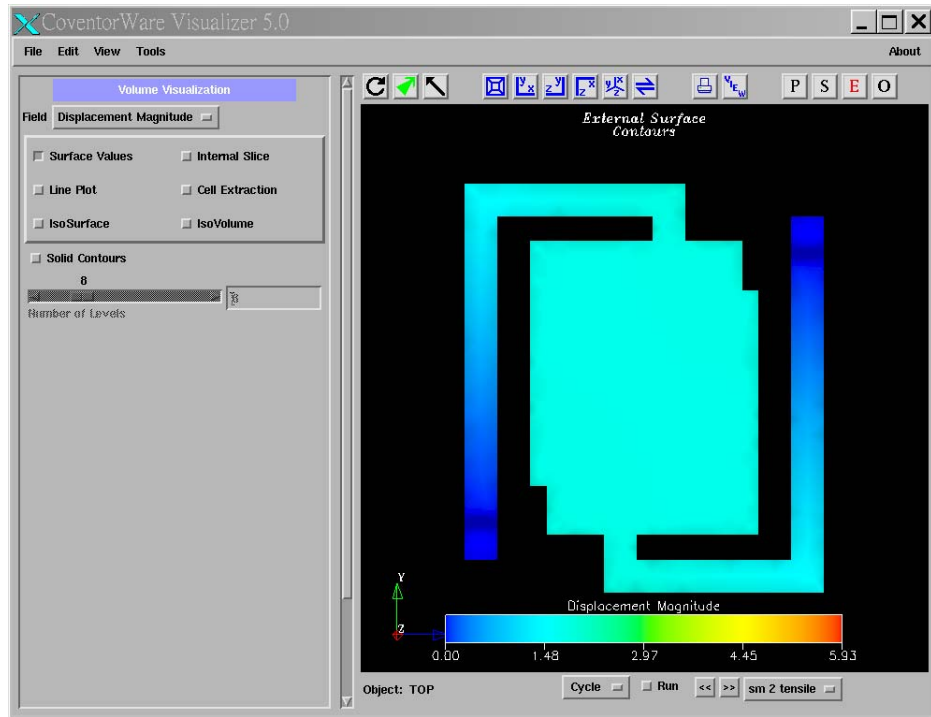 CoventorWare Visualizer 5.0
File Edit View Tools About
Volume Visualization
Field Displacement Magnitude
Surface Values Internal Slice
Line Plot Cell Extraction
IsoSurface IsoVolume
Solid Contours
8
8
Number of Levels
y x z y z x y x z V I E W P S E O
External Surface
Contours
Y
Z
Displacement Magnitude
0.00 1.48 2.97 4.45 5.93
Object: TOP Cycle Run << >> sm 2 tensile